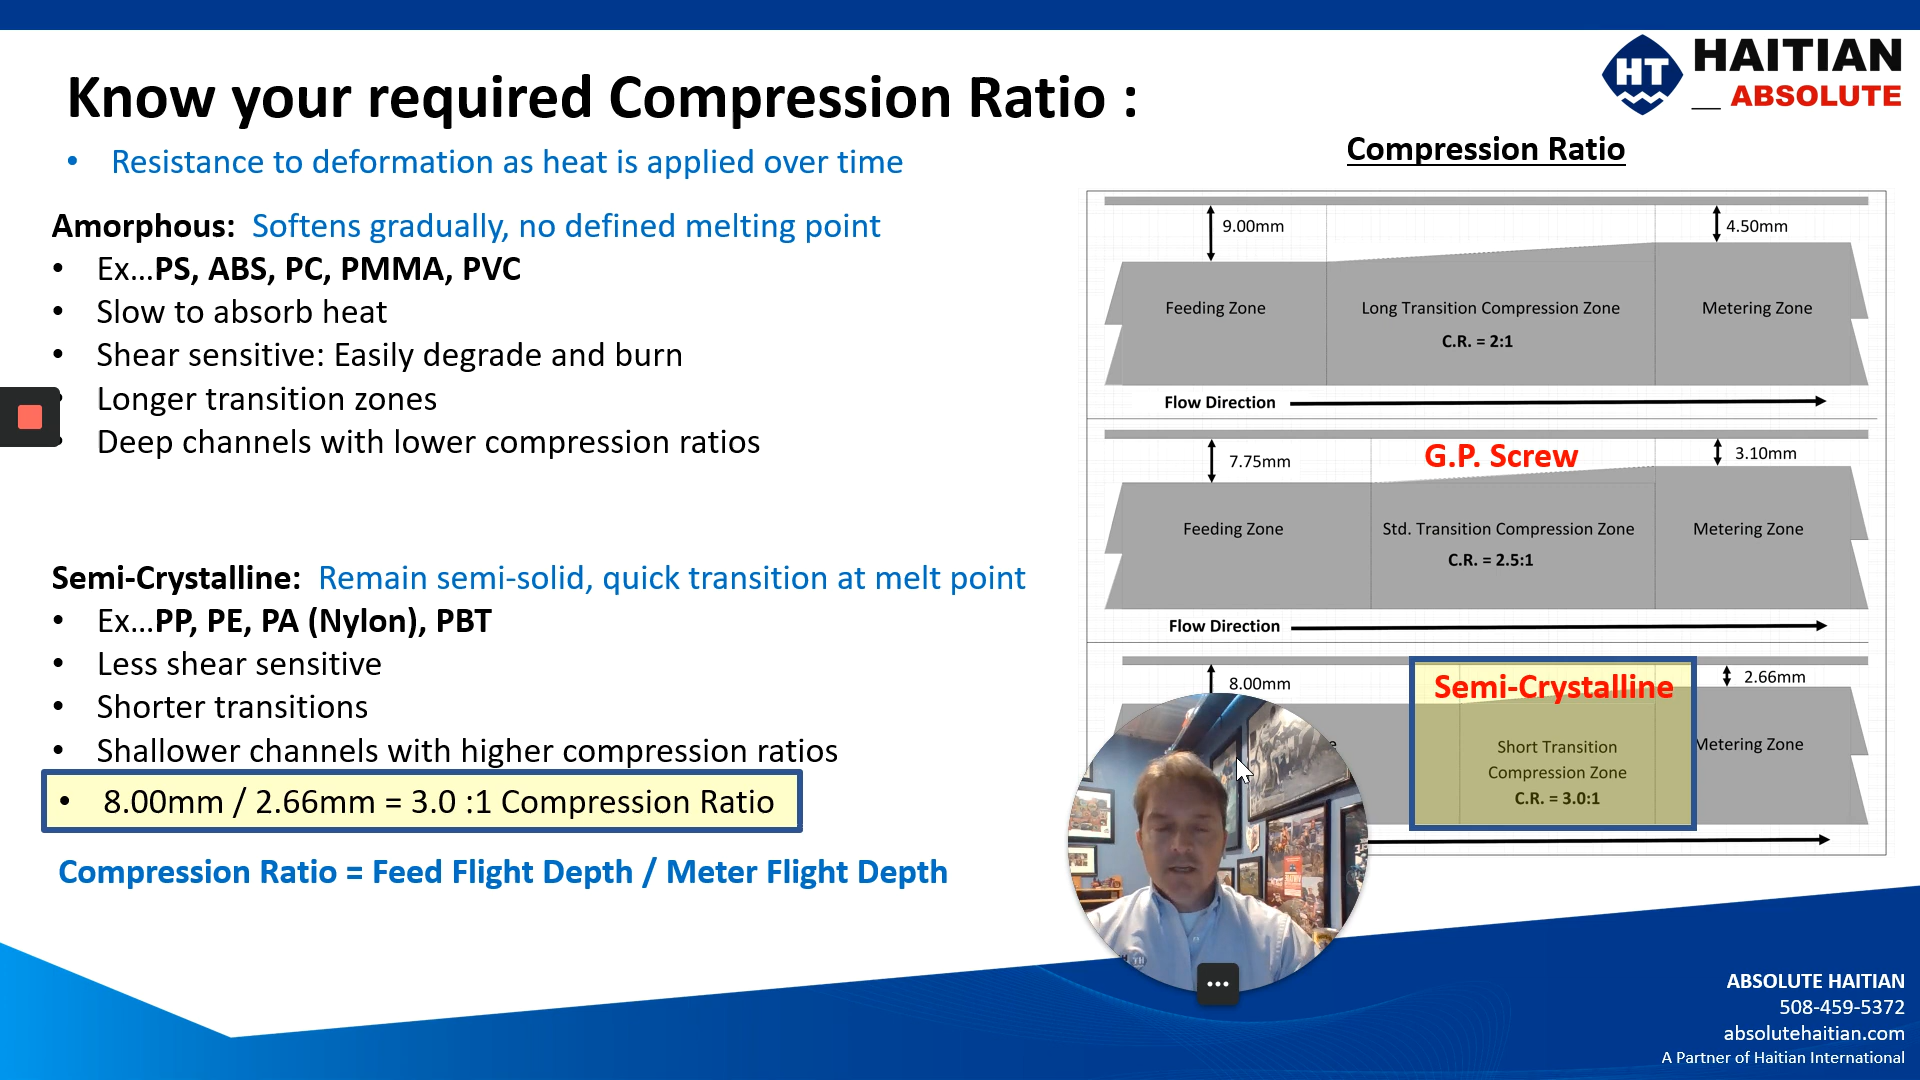 HT HAITIAN
ABSOLUTE
Know your required Compression Ratio :
• Resistance to deformation as heat is applied over time
Amorphous: Softens gradually, no defined melting point
• Ex...PS, ABS, PC, PMMA, PVC
• Slow to absorb heat
• Shear sensitive: Easily degrade and burn
Longer transition zones
Deep channels with lower compression ratios
Semi-Crystalline: Remain semi-solid, quick transition at melt point
• Ex...PP, PE, PA (Nylon), PBT
• Less shear sensitive
• Shorter transitions
• Shallower channels with higher compression ratios
• 8.00mm / 2.66mm = 3.0 :1 Compression Ratio
Compression Ratio = Feed Flight Depth / Meter Flight Depth
Compression Ratio
9.00mm
4.50mm
Feeding Zone
Long Transition Compression Zone
C.R. = 2:1
Metering Zone
Flow Direction
7.75mm
G.P. Screw
3.10mm
Feeding Zone
Std. Transition Compression Zone
C.R. = 2.5:1
Metering Zone
Flow Direction
8.00mm
Semi-Crystalline
2.66mm
Short Transition
Compression Zone
C.R. = 3.0:1
Metering Zone
ABSOLUTE HAITIAN
508-459-5372
absolutehaitian.com
A Partner of Haitian International